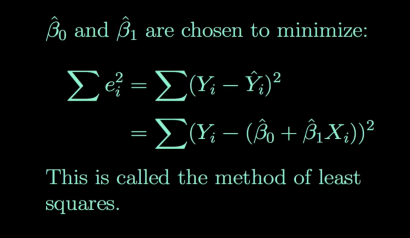 β̂₀ and β̂₁ are chosen to minimize:
∑ eᵢ² = ∑(Yᵢ − Ŷᵢ)²
= ∑(Yᵢ − (β̂₀ + β̂₁Xᵢ))²
This is called the method of least
squares.